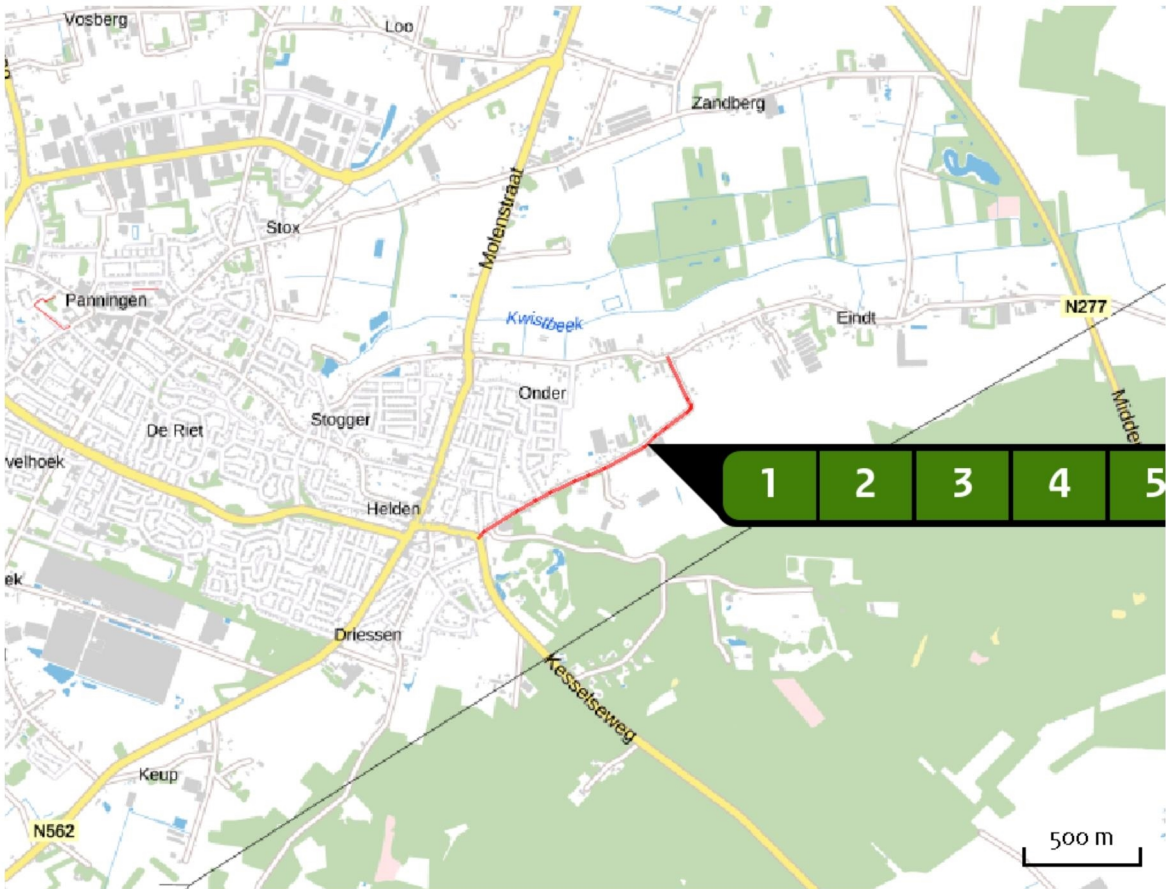 Vosberg
Loo
Zandberg
Molenstraat
Stox
Panningen
Kwistbeek
N277
Eindt
Onder
Stogger
De Riet
Midden
velhoek
1 2 3 4 5
Helden
ek
Driessen
Kesselseweg
Keup
N562
500 m